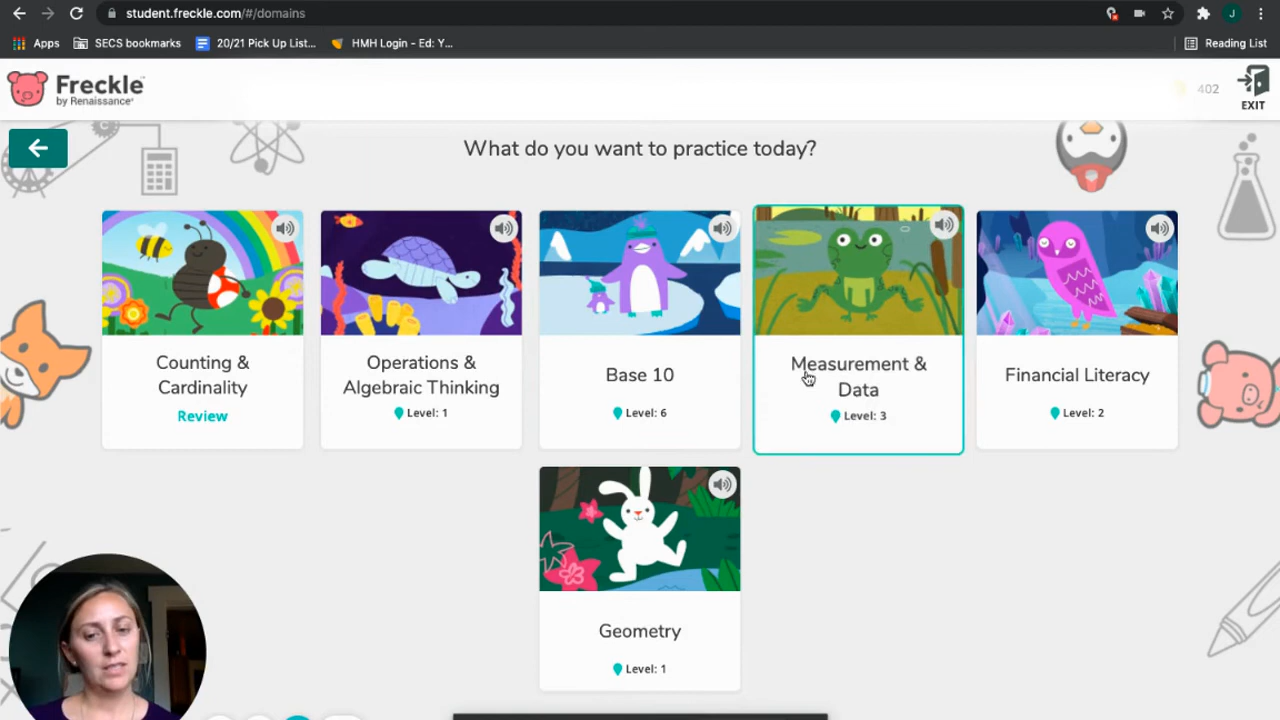 student.freckle.com/#/domains
J
Apps
SECS bookmarks
20/21 Pick Up List...
HMH Login - Ed: Y...
Reading List
Freckle
by Renaissance
402
EXIT
What do you want to practice today?
Counting &
Cardinality
Review
Operations &
Algebraic Thinking
Level: 1
Base 10
Level: 6
Measurement &
Data
Level: 3
Financial Literacy
Level: 2
Geometry
Level: 1